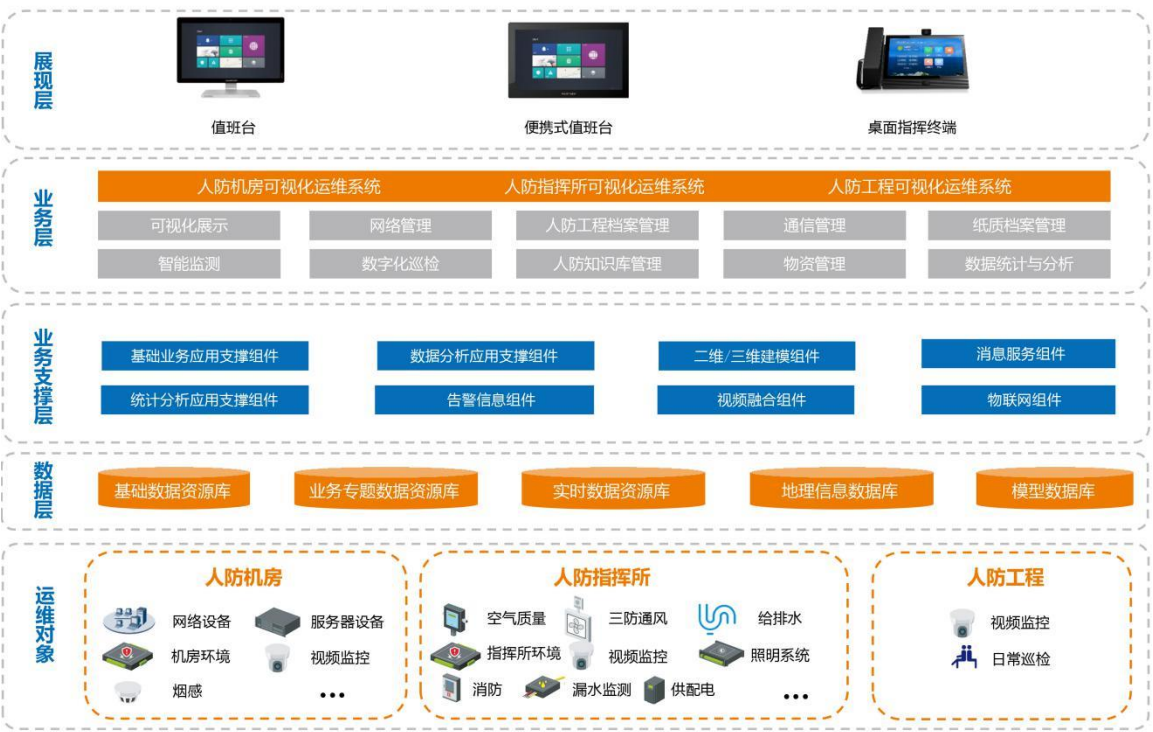 展现层
值班台
便携式值班台
桌面指挥终端
业务层
人防机房可视化运维系统
人防指挥所可视化运维系统
人防工程可视化运维系统
可视化展示
网络管理
人防工程档案管理
通信管理
纸质档案管理
智能监测
数字化巡检
人防知识库管理
物资管理
数据统计与分析
业务支撑层
基础业务应用支撑组件
数据分析应用支撑组件
二维/三维建模组件
消息服务组件
统计分析应用支撑组件
告警信息组件
视频融合组件
物联网组件
数据层
基础数据资源库
业务专题数据资源库
实时数据资源库
地理信息数据库
模型数据库
运维对象
人防机房
网络设备
服务器设备
机房环境
视频监控
烟感
...
人防指挥所
空气质量
三防通风
给排水
指挥所环境
视频监控
照明系统
消防
漏水监测
供配电
...
人防工程
视频监控
日常巡检